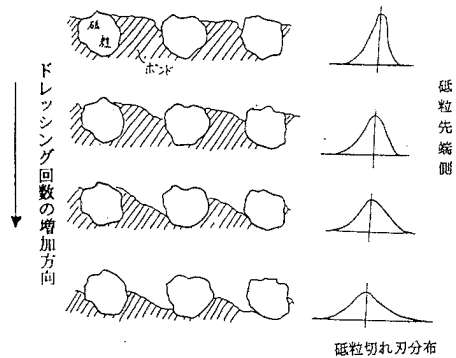 砥粒
ボンド
ドレッシング回数の増加方向
砥粒先端側
砥粒切れ刃分布